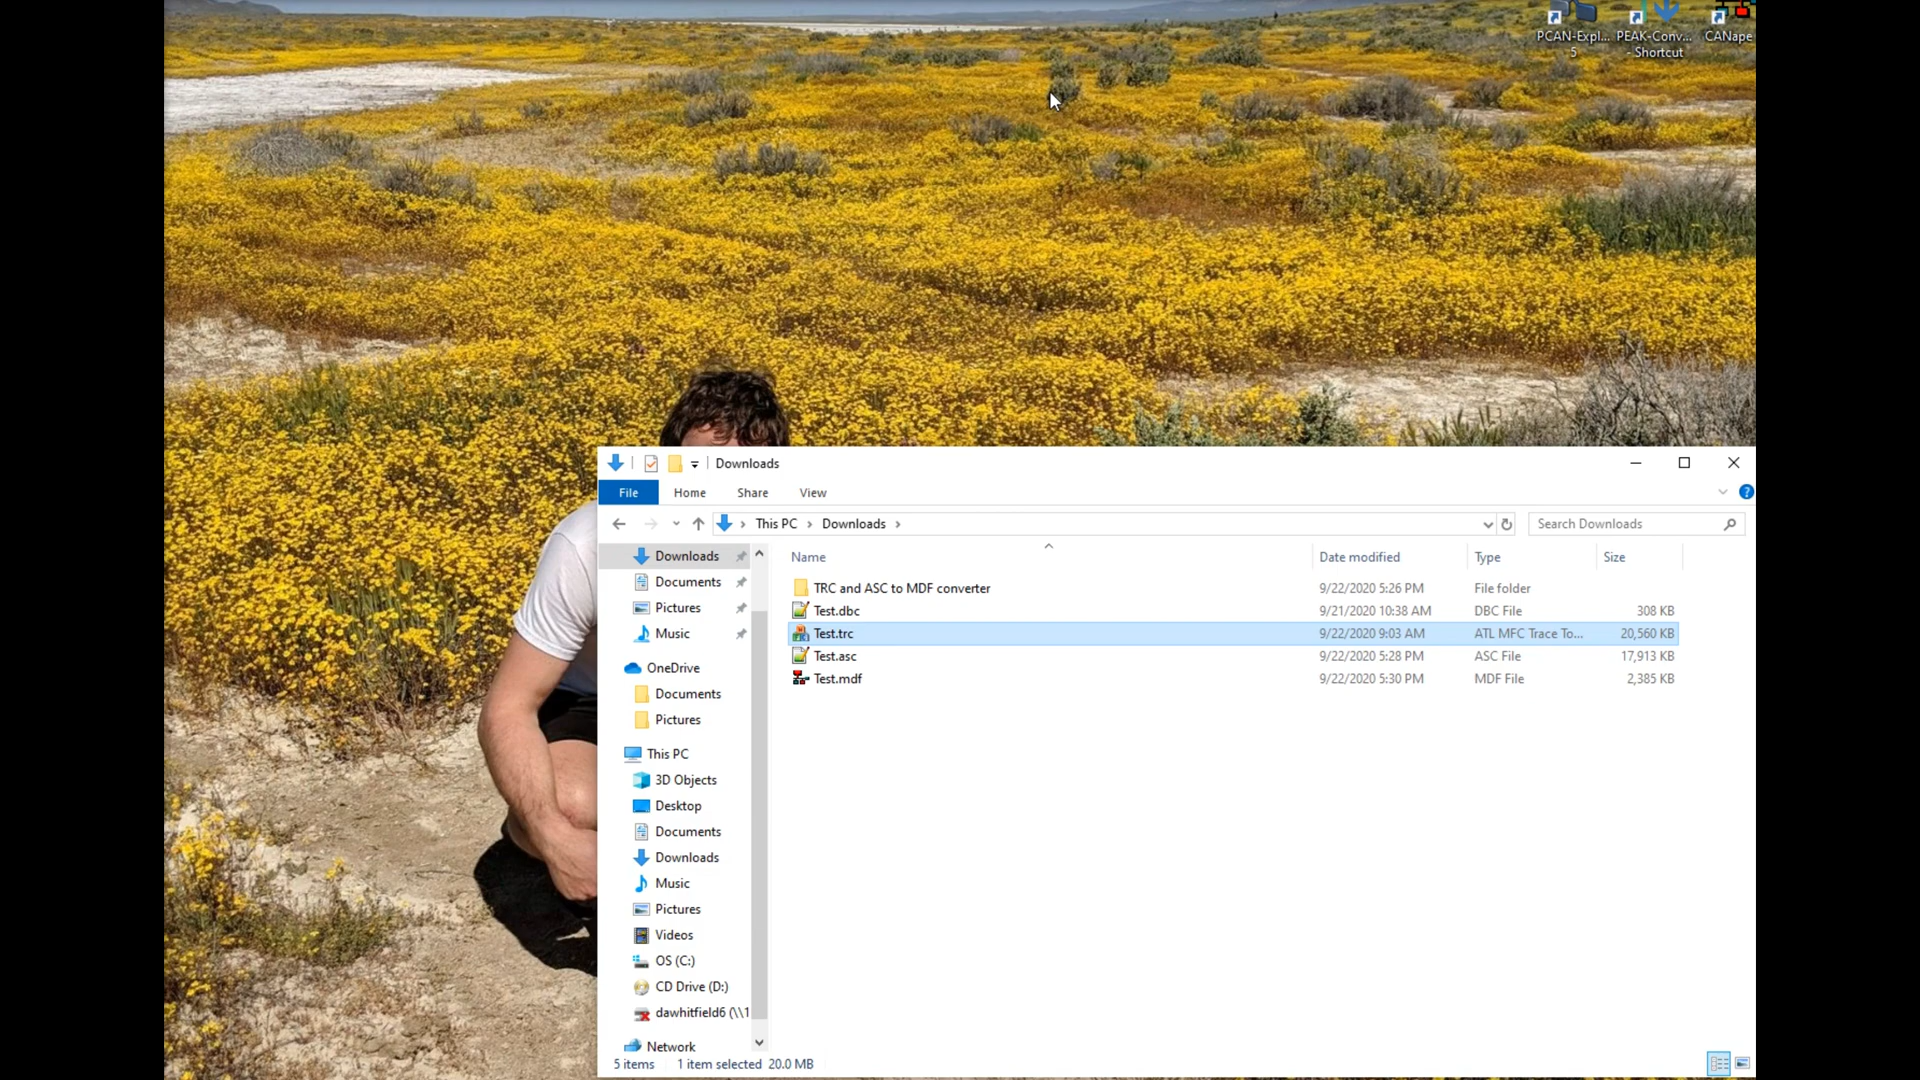 PCAN-Expl... PEAK-Conv... CANape
5 - Shortcut
Downloads
File Home Share View
This PC > Downloads > Search Downloads
Name Date modified Type Size
Downloads
Documents
Pictures
Music
OneDrive
Documents
Pictures
This PC
3D Objects
Desktop
Documents
Downloads
Music
Pictures
Videos
OS (C:)
CD Drive (D:)
dawhitfield6 (\\1
Network
TRC and ASC to MDF converter 9/22/2020 5:26 PM File folder
Test.dbc 9/21/2020 10:38 AM DBC File 308 KB
Test.trc 9/22/2020 9:03 AM ATL MFC Trace To... 20,560 KB
Test.asc 9/22/2020 5:28 PM ASC File 17,913 KB
Test.mdf 9/22/2020 5:30 PM MDF File 2,385 KB
5 items 1 item selected 20.0 MB